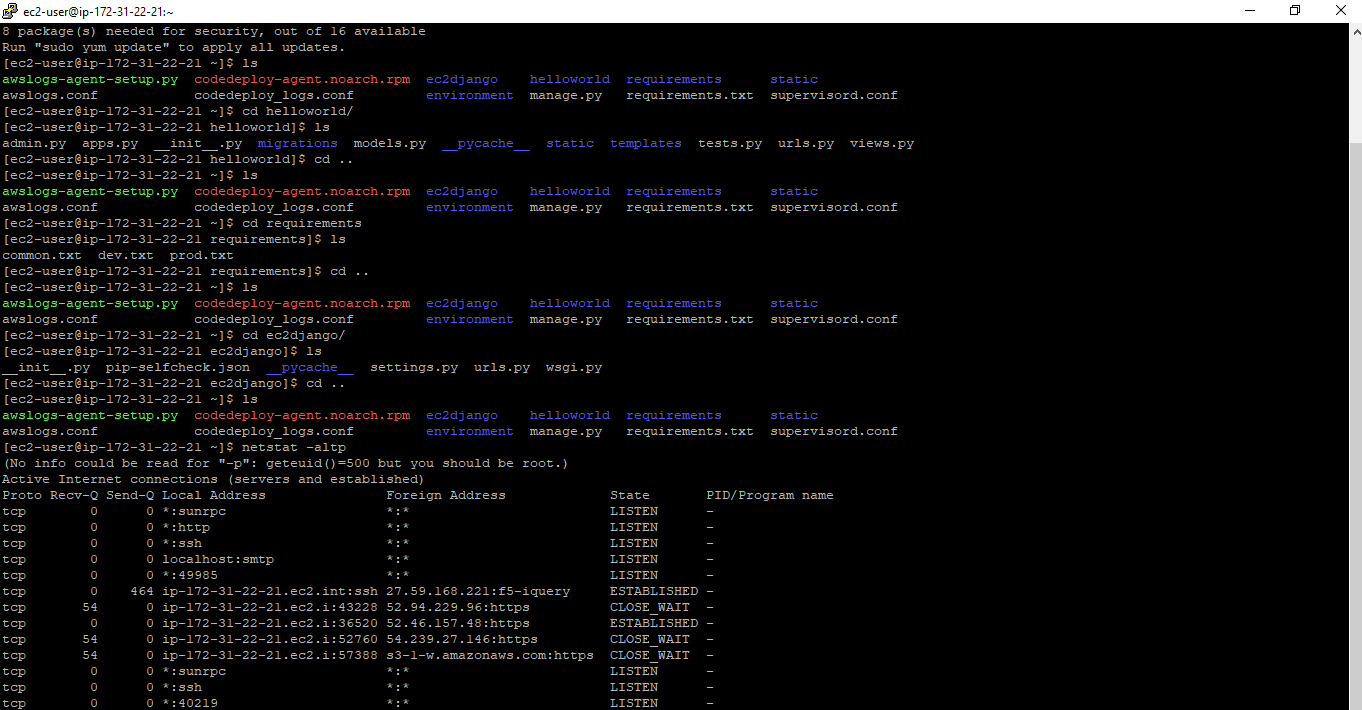 ec2-user@ip-172-31-22-21:~
8 package(s) needed for security, out of 16 available
Run "sudo yum update" to apply all updates.
[ec2-user@ip-172-31-22-21 ~]$ ls
awslogs-agent-setup.py  codedeploy-agent.noarch.rpm  ec2django    helloworld  requirements      static
awslogs.conf            codedeploy_logs.conf         environment  manage.py   requirements.txt  supervisord.conf
[ec2-user@ip-172-31-22-21 ~]$ cd helloworld/
[ec2-user@ip-172-31-22-21 helloworld]$ ls
admin.py  apps.py  __init__.py  migrations  models.py  __pycache__  static  templates  tests.py  urls.py  views.py
[ec2-user@ip-172-31-22-21 helloworld]$ cd ..
[ec2-user@ip-172-31-22-21 ~]$ ls
awslogs-agent-setup.py  codedeploy-agent.noarch.rpm  ec2django    helloworld  requirements      static
awslogs.conf            codedeploy_logs.conf         environment  manage.py   requirements.txt  supervisord.conf
[ec2-user@ip-172-31-22-21 ~]$ cd requirements
[ec2-user@ip-172-31-22-21 requirements]$ ls
common.txt  dev.txt  prod.txt
[ec2-user@ip-172-31-22-21 requirements]$ cd ..
[ec2-user@ip-172-31-22-21 ~]$ ls
awslogs-agent-setup.py  codedeploy-agent.noarch.rpm  ec2django    helloworld  requirements      static
awslogs.conf            codedeploy_logs.conf         environment  manage.py   requirements.txt  supervisord.conf
[ec2-user@ip-172-31-22-21 ~]$ cd ec2django/
[ec2-user@ip-172-31-22-21 ec2django]$ ls
__init__.py  pip-selfcheck.json  __pycache__  settings.py  urls.py  wsgi.py
[ec2-user@ip-172-31-22-21 ec2django]$ cd ..
[ec2-user@ip-172-31-22-21 ~]$ ls
awslogs-agent-setup.py  codedeploy-agent.noarch.rpm  ec2django    helloworld  requirements      static
awslogs.conf            codedeploy_logs.conf         environment  manage.py   requirements.txt  supervisord.conf
[ec2-user@ip-172-31-22-21 ~]$ netstat -altp
(No info could be read for "-p": geteuid()=500 but you should be root.)
Active Internet connections (servers and established)
Proto Recv-Q Send-Q Local Address               Foreign Address             State       PID/Program name
tcp        0      0 *:sunrpc                    *:*                         LISTEN      -
tcp        0      0 *:http                      *:*                         LISTEN      -
tcp        0      0 *:ssh                       *:*                         LISTEN      -
tcp        0      0 localhost:smtp              *:*                         LISTEN      -
tcp        0      0 *:49985                     *:*                         LISTEN      -
tcp        0    464 ip-172-31-22-21.ec2.int:ssh 27.59.168.221:f5-iquery     ESTABLISHED -
tcp       54      0 ip-172-31-22-21.ec2.i:43228 52.94.229.96:https          CLOSE_WAIT  -
tcp        0      0 ip-172-31-22-21.ec2.i:36520 52.46.157.48:https          ESTABLISHED -
tcp       54      0 ip-172-31-22-21.ec2.i:52760 54.239.27.146:https         CLOSE_WAIT  -
tcp       54      0 ip-172-31-22-21.ec2.i:57388 s3-1-w.amazonaws.com:https  CLOSE_WAIT  -
tcp        0      0 *:sunrpc                    *:*                         LISTEN      -
tcp        0      0 *:ssh                       *:*                         LISTEN      -
tcp        0      0 *:40219                     *:*                         LISTEN      -